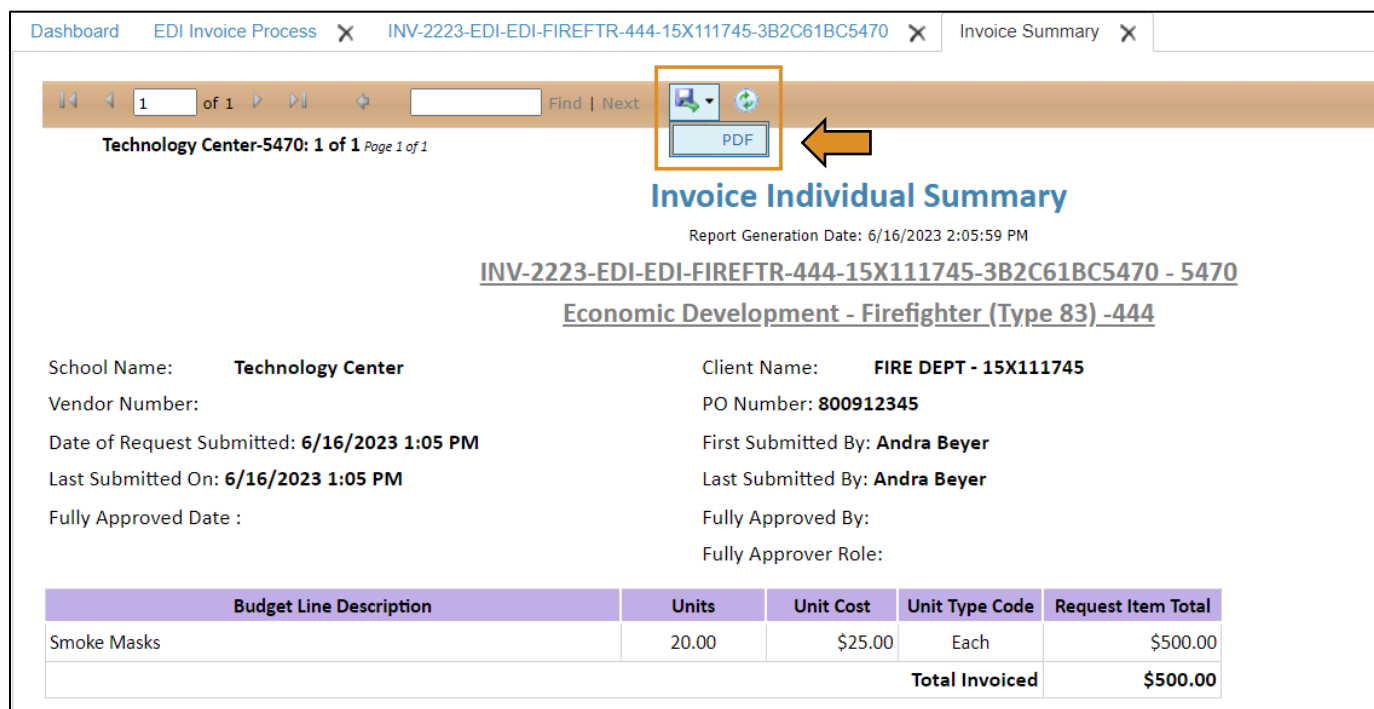 Dashboard EDI Invoice Process INV-2223-EDI-EDI-FIREFTR-444-15X111745-3B2C61BC5470 Invoice Summary
1 of 1 Find | Next
PDF
Technology Center-5470: 1 of 1 Page 1 of 1
Invoice Individual Summary
Report Generation Date: 6/16/2023 2:05:59 PM
INV-2223-EDI-EDI-FIREFTR-444-15X111745-3B2C61BC5470 - 5470
Economic Development - Firefighter (Type 83) -444
School Name: Technology Center Client Name: FIRE DEPT - 15X111745
Vendor Number: PO Number: 800912345
Date of Request Submitted: 6/16/2023 1:05 PM First Submitted By: Andra Beyer
Last Submitted On: 6/16/2023 1:05 PM Last Submitted By: Andra Beyer
Fully Approved Date : Fully Approved By:
Fully Approver Role:
Budget Line Description Units Unit Cost Unit Type Code Request Item Total
Smoke Masks 20.00 $25.00 Each $500.00
Total Invoiced $500.00